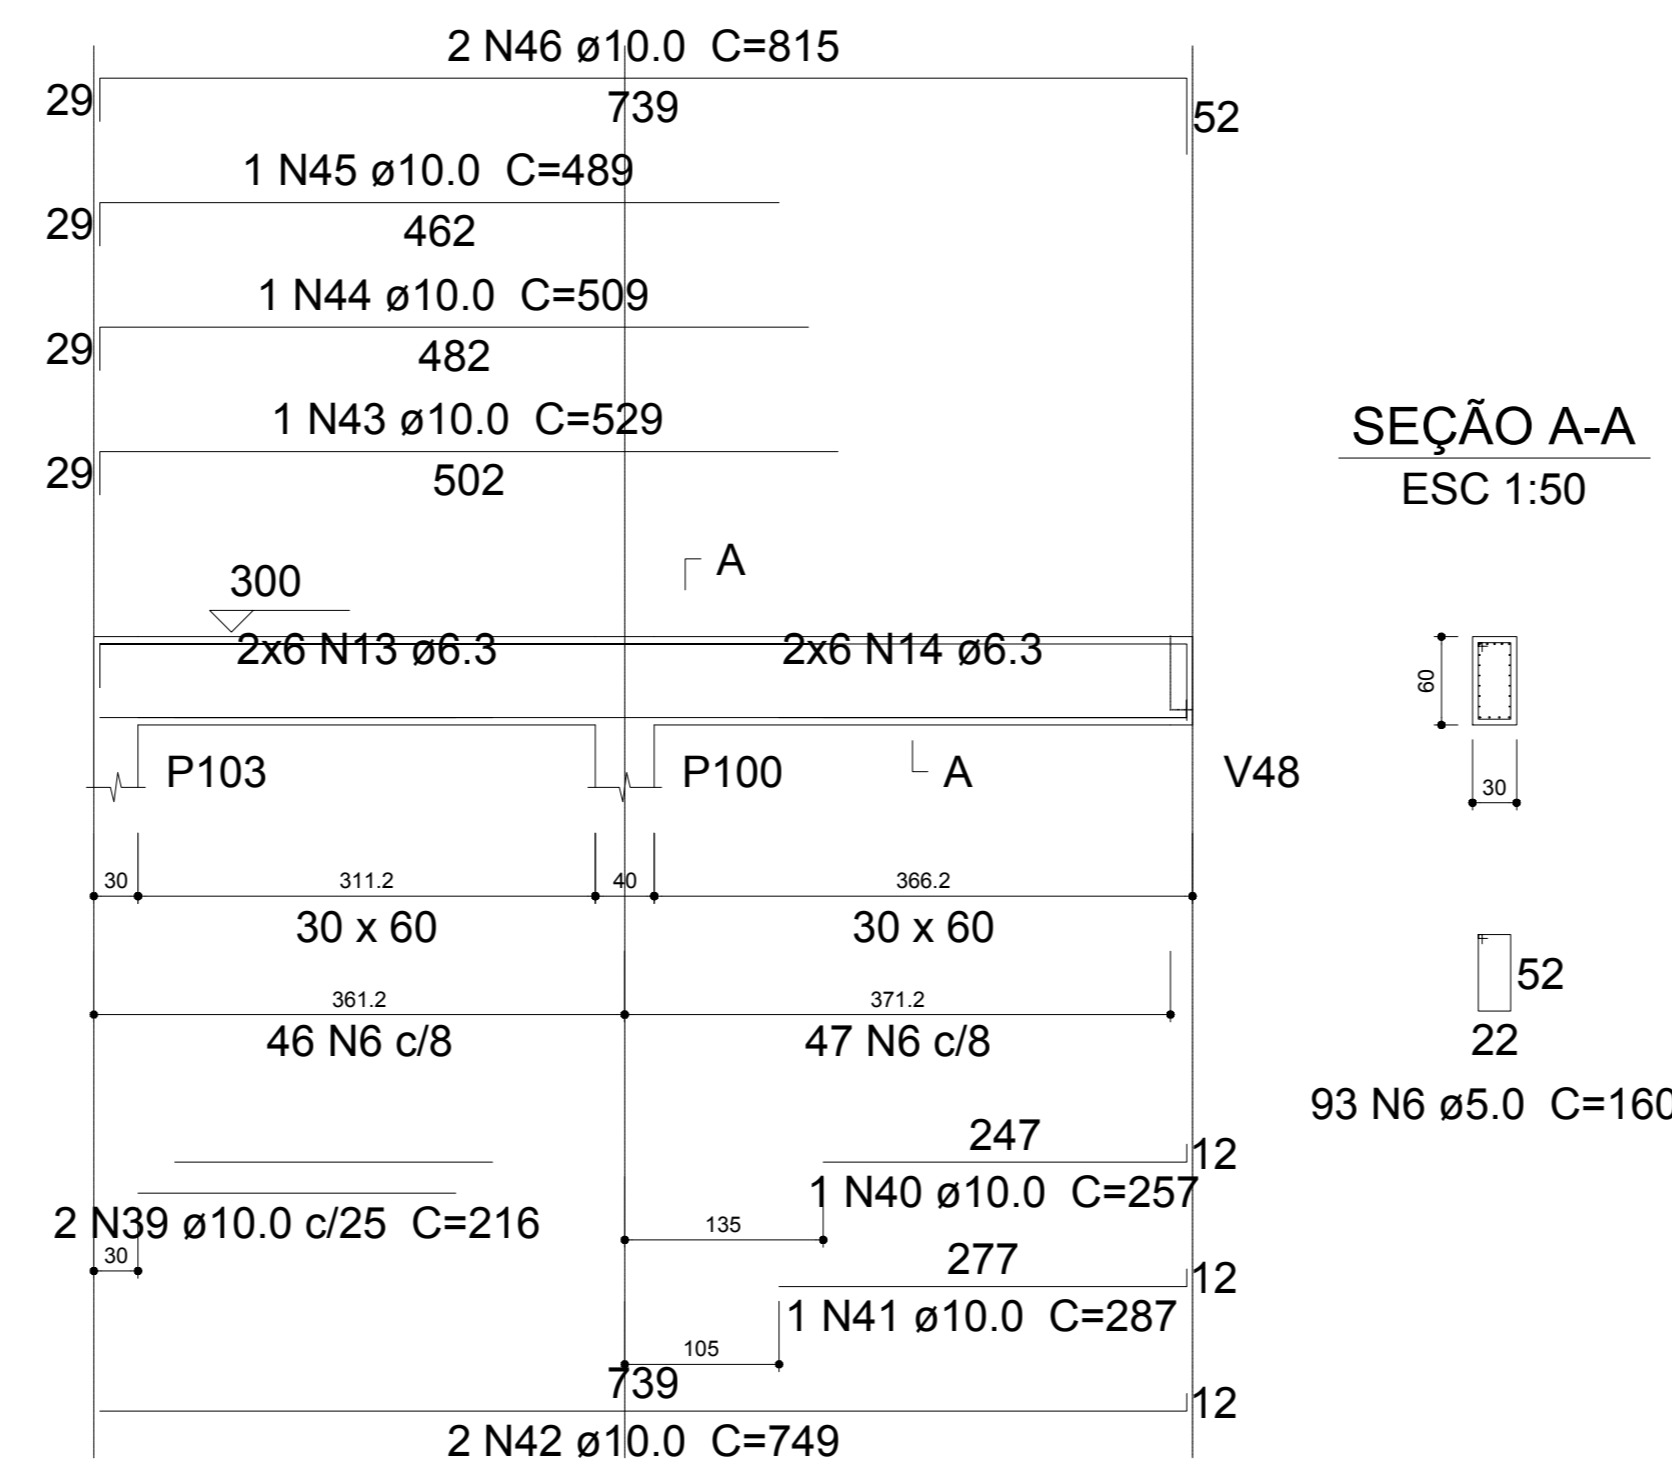 2 N46 ø10.0 C=815
29 739 52
1 N45 ø10.0 C=489
29 462
1 N44 ø10.0 C=509
29 482
1 N43 ø10.0 C=529
29 502
SEÇÃO A-A
ESC 1:50
A
300
2x6 N13 ø6.3 2x6 N14 ø6.3
P103 P100 A V48
60
30
30 311.2 40 366.2
30 x 60 30 x 60
361.2 371.2
46 N6 c/8 47 N6 c/8
52
22
93 N6 ø5.0 C=160
247 12
1 N40 ø10.0 C=257
2 N39 ø10.0 c/25 C=216
135
30
277 12
1 N41 ø10.0 C=287
105
739 12
2 N42 ø10.0 C=749